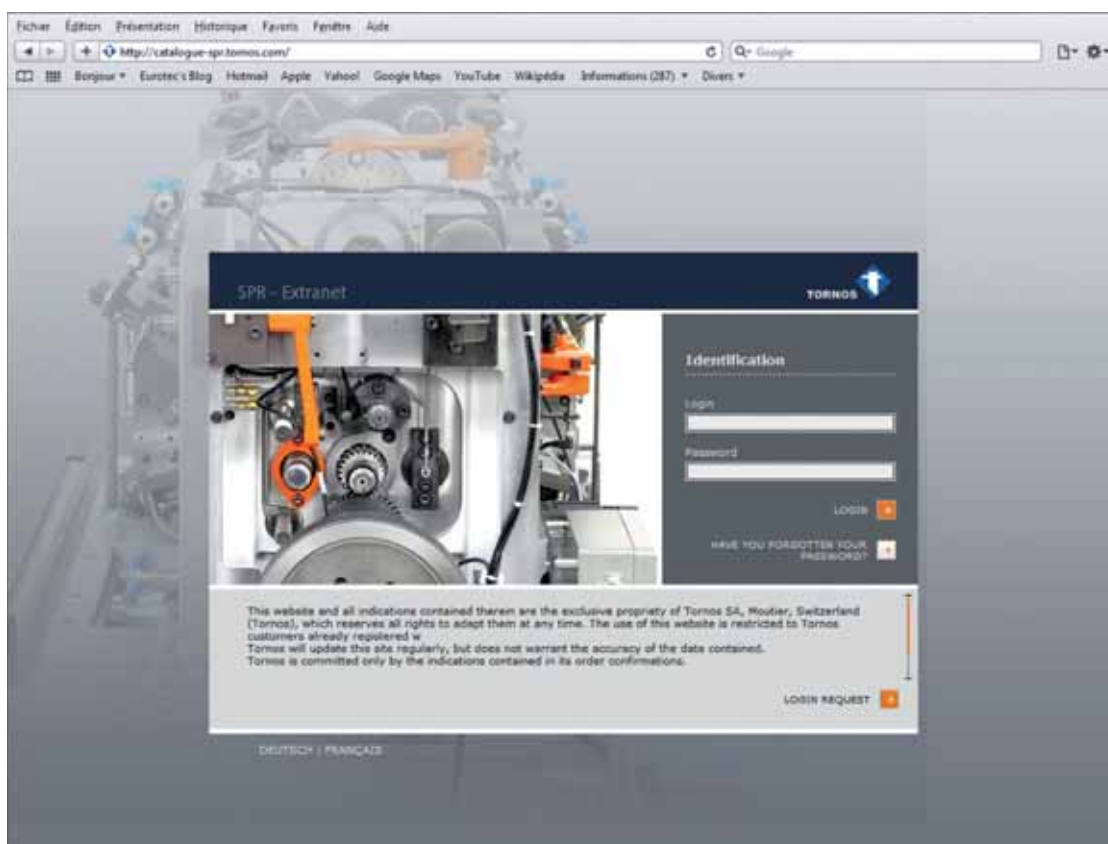 Fichier Édition Présentation Historique Favoris Fenêtre Aide
http://catalogue-spr.tornos.com/
Google
Bonjour Eurotec's Blog Hotmail Apple Yahoo! Google Maps YouTube Wikipédia Informations (287) Divers
SPR – Extranet
TORNOS
Identification
Login
Password
LOGIN
HAVE YOU FORGOTTEN YOUR
PASSWORD?
This website and all indications contained therein are the exclusive propriety of Tornos SA, Moutier, Switzerland
(Tornos), which reserves all rights to adapt them at any time. The use of this website is restricted to Tornos
customers already registered w
Tornos will update this site regularly, but does not warrant the accuracy of the data contained.
Tornos is committed only by the indications contained in its order confirmations.
LOGIN REQUEST
DEUTSCH | FRANÇAIS